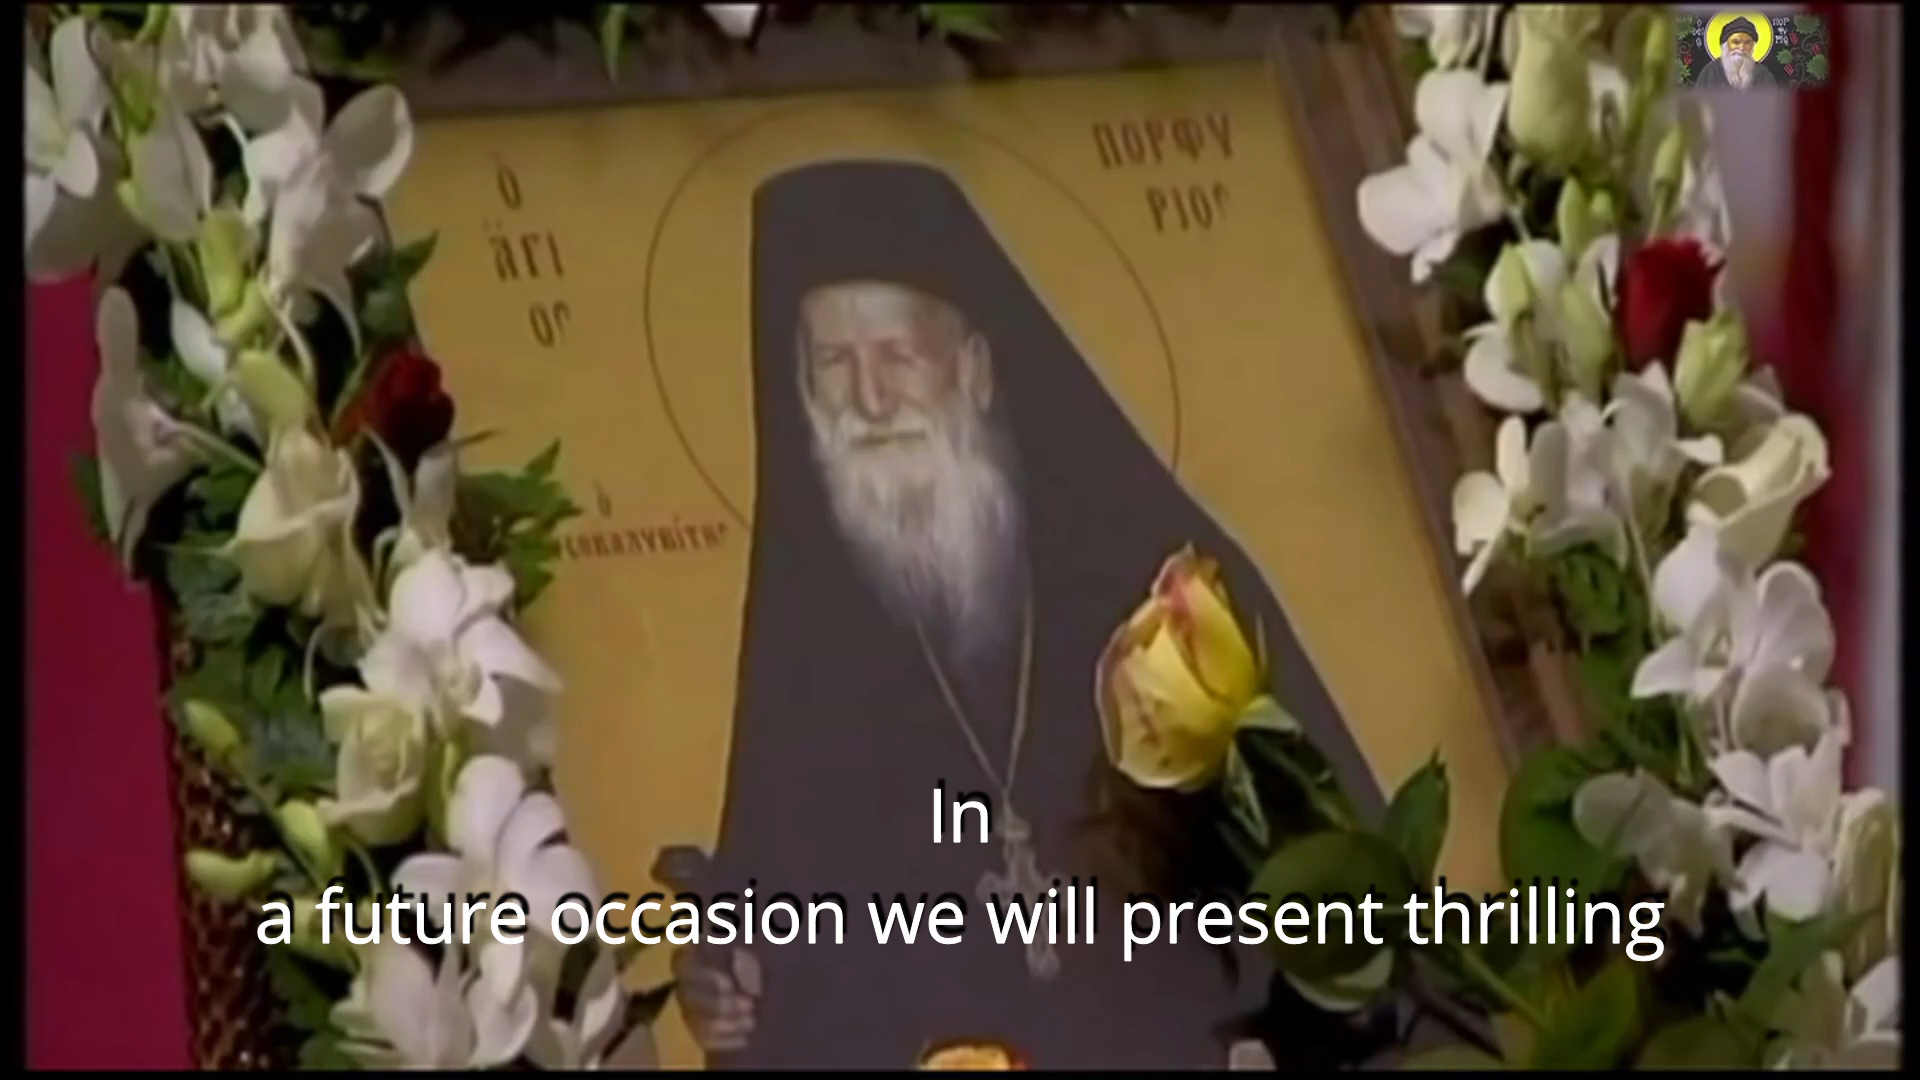 ὁ
ἅγι
ος
ΠΟΡΦΥ
ΡΙΟς
ὁ
In
a future occasion we will present thrilling